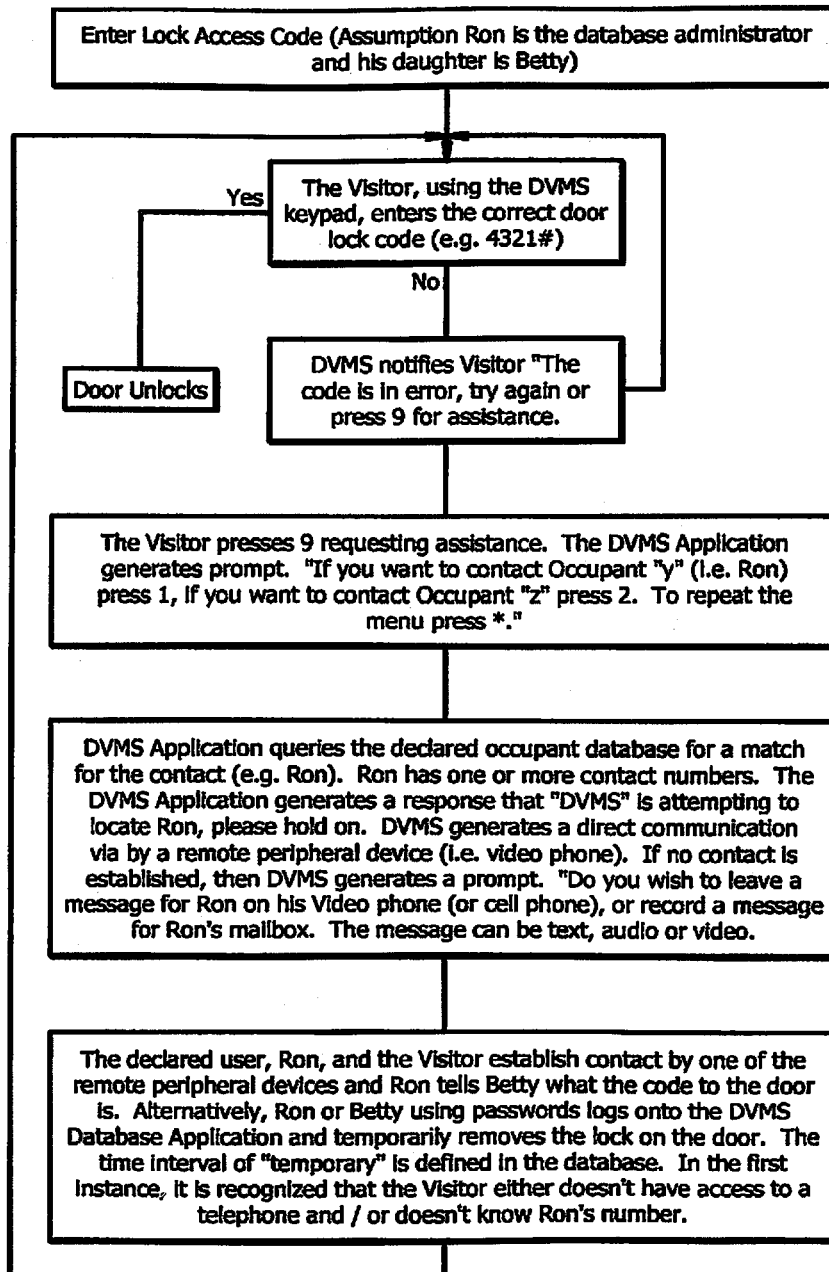 Enter Lock Access Code (Assumption Ron is the database administrator
and his daughter is Betty)
Yes
The Visitor, using the DVMS
keypad, enters the correct door
lock code (e.g. 4321#)
No
Door Unlocks
DVMS notifies Visitor "The
code is in error, try again or
press 9 for assistance.
The Visitor presses 9 requesting assistance. The DVMS Application
generates prompt. "If you want to contact Occupant "y" (i.e. Ron)
press 1, if you want to contact Occupant "z" press 2. To repeat the
menu press *."
DVMS Application queries the declared occupant database for a match
for the contact (e.g. Ron). Ron has one or more contact numbers. The
DVMS Application generates a response that "DVMS" is attempting to
locate Ron, please hold on. DVMS generates a direct communication
via by a remote peripheral device (i.e. video phone). If no contact is
established, then DVMS generates a prompt. "Do you wish to leave a
message for Ron on his Video phone (or cell phone), or record a message
for Ron's mailbox. The message can be text, audio or video.
The declared user, Ron, and the Visitor establish contact by one of the
remote peripheral devices and Ron tells Betty what the code to the door
is. Alternatively, Ron or Betty using passwords logs onto the DVMS
Database Application and temporarily removes the lock on the door. The
time interval of "temporary" is defined in the database. In the first
instance, it is recognized that the Visitor either doesn't have access to a
telephone and / or doesn't know Ron's number.